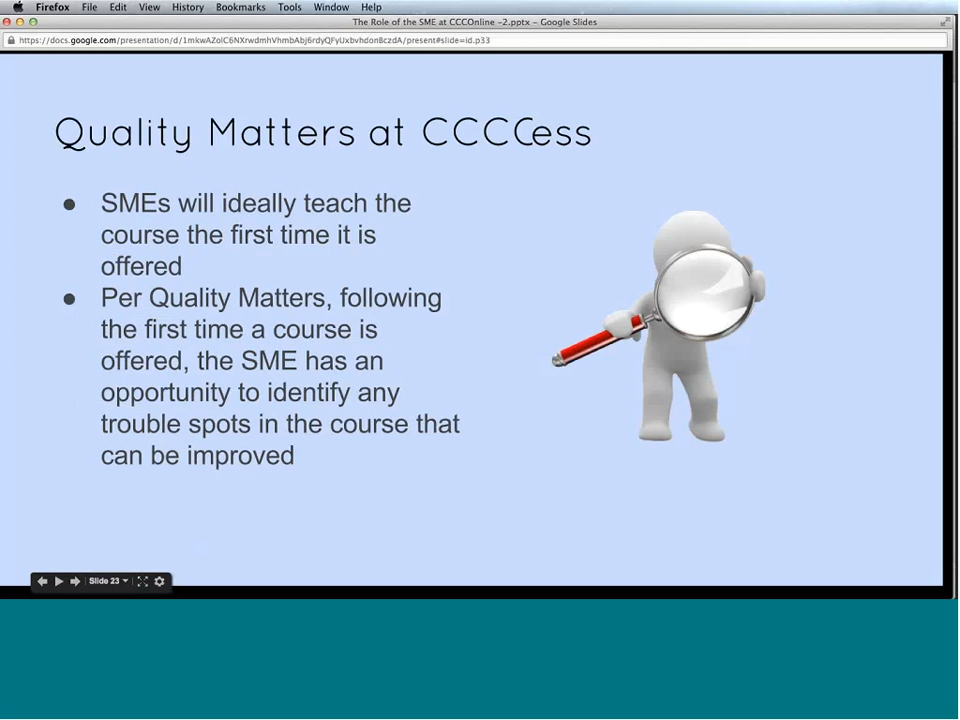 Firefox File Edit View History Bookmarks Tools Window Help
The Role of the SME at CCCOnline -2.pptx - Google Slides
https://docs.google.com/presentation/d/1mkwAZolC6NXrwdmhVhmbAbj6rdyQFyUxbvhdonBczdA/present#slide=id.p33
Quality Matters at CCCCess
● SMEs will ideally teach the
course the first time it is
offered
● Per Quality Matters, following
the first time a course is
offered, the SME has an
opportunity to identify any
trouble spots in the course that
can be improved
Slide 23